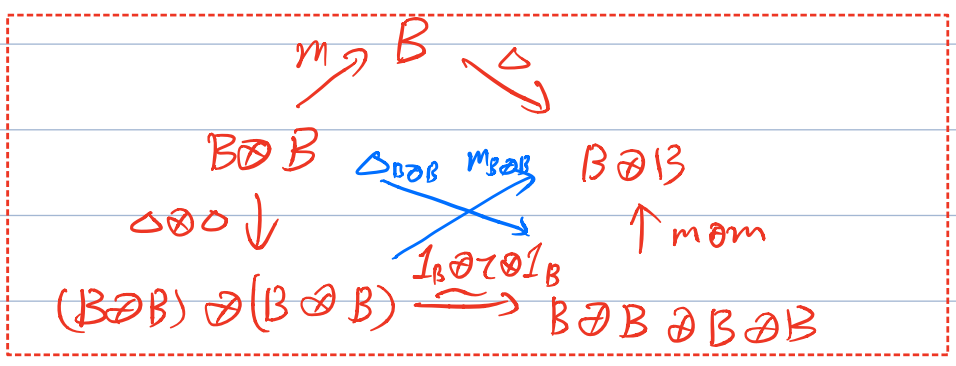 m B Δ
B⊗B Δ_{B⊗B} m_{B⊗B} B⊗B
Δ⊗Δ m⊗m
1_B⊗τ⊗1_B
(B⊗B)⊗(B⊗B) B⊗B⊗B⊗B